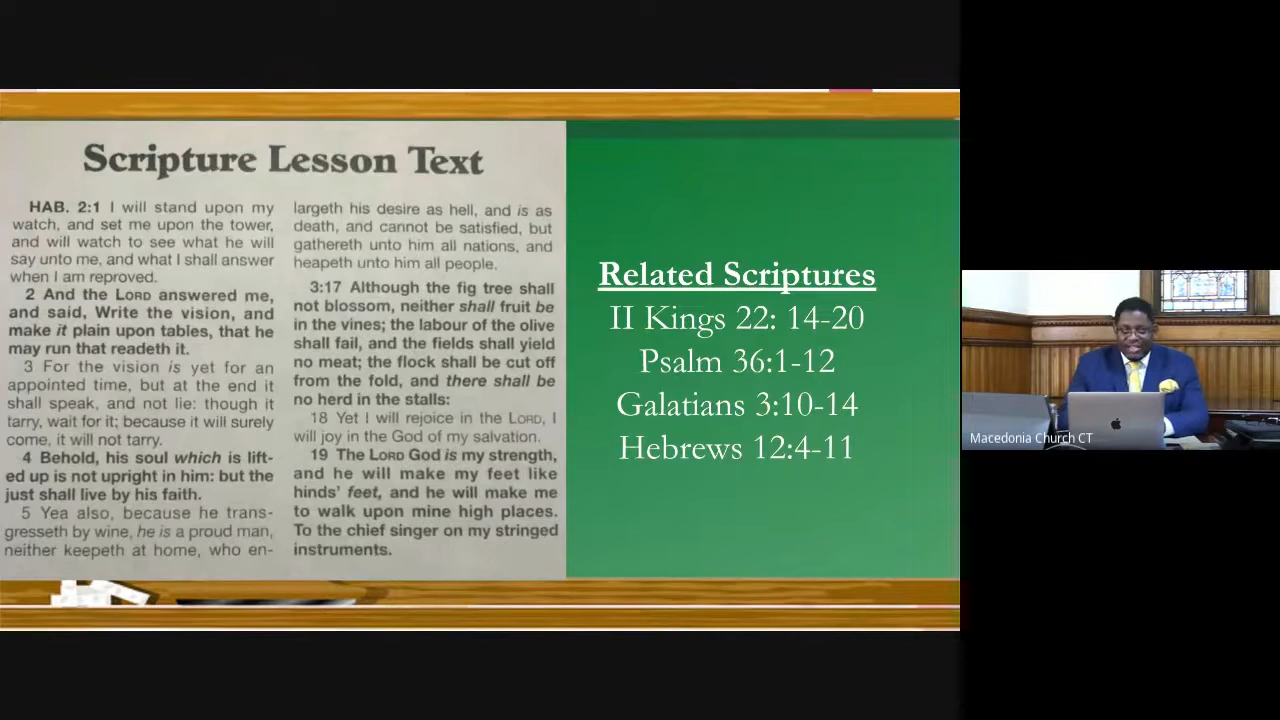 Scripture Lesson Text
HAB. 2:1 I will stand upon my
watch, and set me upon the tower,
and will watch to see what he will
say unto me, and what I shall answer
when I am reproved.
2 And the LORD answered me,
and said, Write the vision, and
make it plain upon tables, that he
may run that readeth it.
3 For the vision is yet for an
appointed time, but at the end it
shall speak, and not lie: though it
tarry, wait for it; because it will surely
come, it will not tarry.
4 Behold, his soul which is lift-
ed up is not upright in him: but the
just shall live by his faith.
5 Yea also, because he trans-
gresseth by wine, he is a proud man,
neither keepeth at home, who en-
largeth his desire as hell, and is as
death, and cannot be satisfied, but
gathereth unto him all nations, and
heapeth unto him all people.
3:17 Although the fig tree shall
not blossom, neither shall fruit be
in the vines; the labour of the olive
shall fail, and the fields shall yield
no meat; the flock shall be cut off
from the fold, and there shall be
no herd in the stalls:
18 Yet I will rejoice in the LORD, I
will joy in the God of my salvation.
19 The LORD God is my strength,
and he will make my feet like
hinds' feet, and he will make me
to walk upon mine high places.
To the chief singer on my stringed
instruments.
Related Scriptures
II Kings 22: 14-20
Psalm 36:1-12
Galatians 3:10-14
Hebrews 12:4-11
Macedonia Church CT